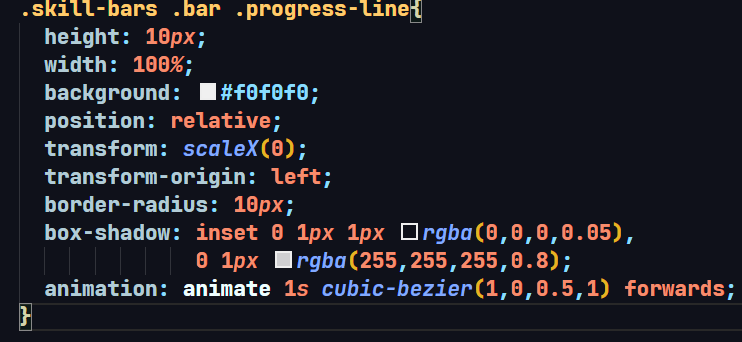 .skill-bars .bar .progress-line{
height: 10px;
width: 100%;
background: #f0f0f0;
position: relative;
transform: scaleX(0);
transform-origin: left;
border-radius: 10px;
box-shadow: inset 0 1px 1px rgba(0,0,0,0.05),
0 1px rgba(255,255,255,0.8);
animation: animate 1s cubic-bezier(1,0,0.5,1) forwards;
}